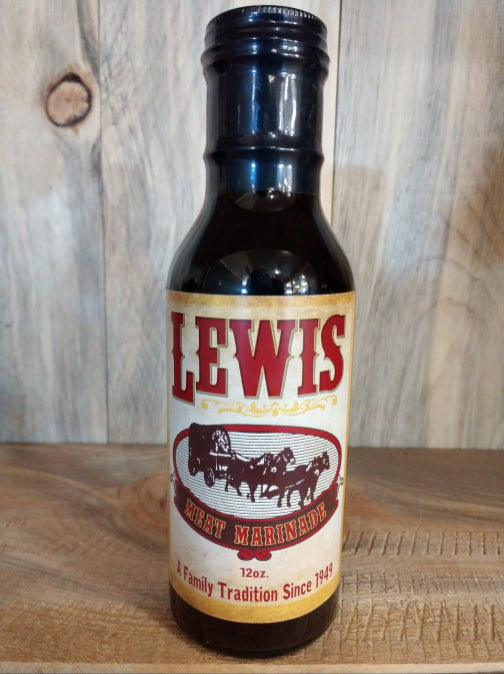 LEWIS
MEAT MARINADE
12oz.
A Family Tradition Since 1949